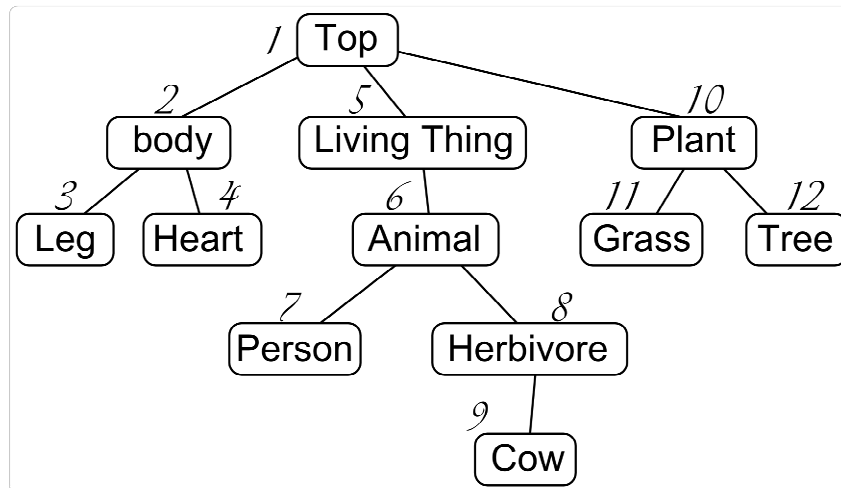 1 Top
2 5 10
body Living Thing Plant
3 4 6 11 12
Leg Heart Animal Grass Tree
7 8
Person Herbivore
9
Cow